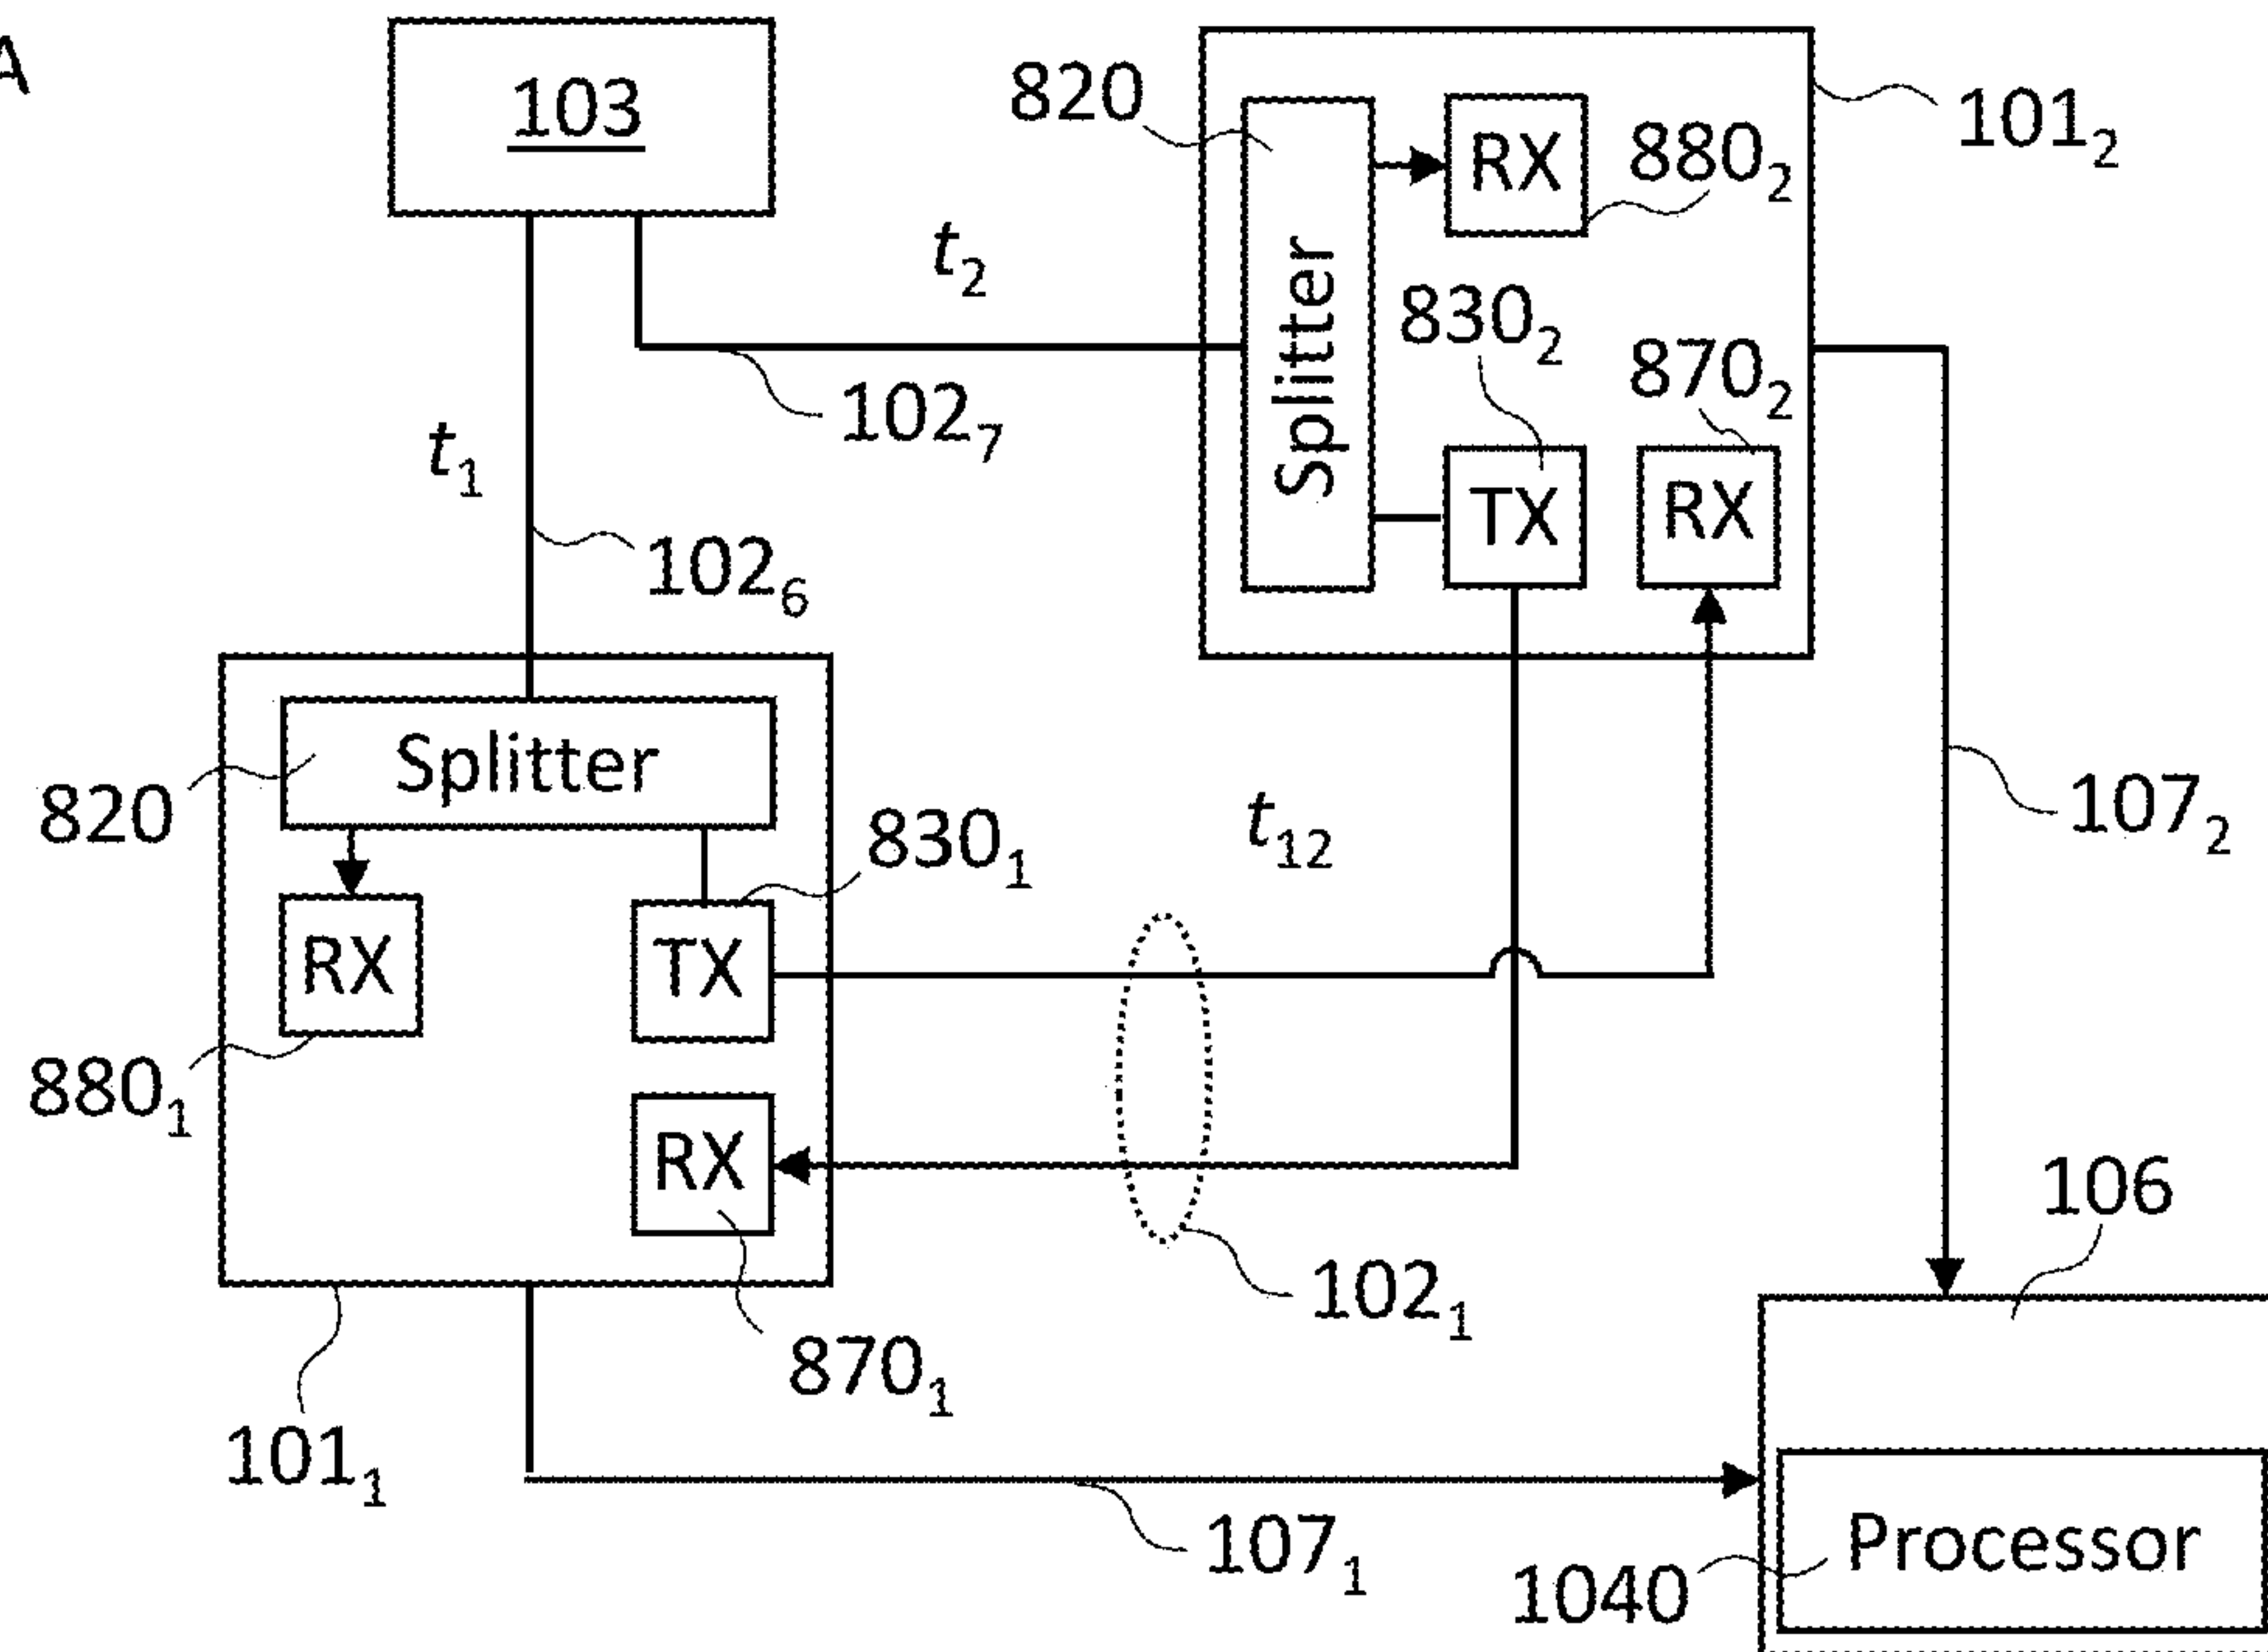 A
103
820
RX
880₂
101₂
t₂
Splitter
830₂
870₂
102₇
t₁
TX
RX
102₆
Splitter
820
830₁
t₁₂
107₂
RX
TX
880₁
RX
106
102₁
870₁
101₁
107₁
1040
Processor